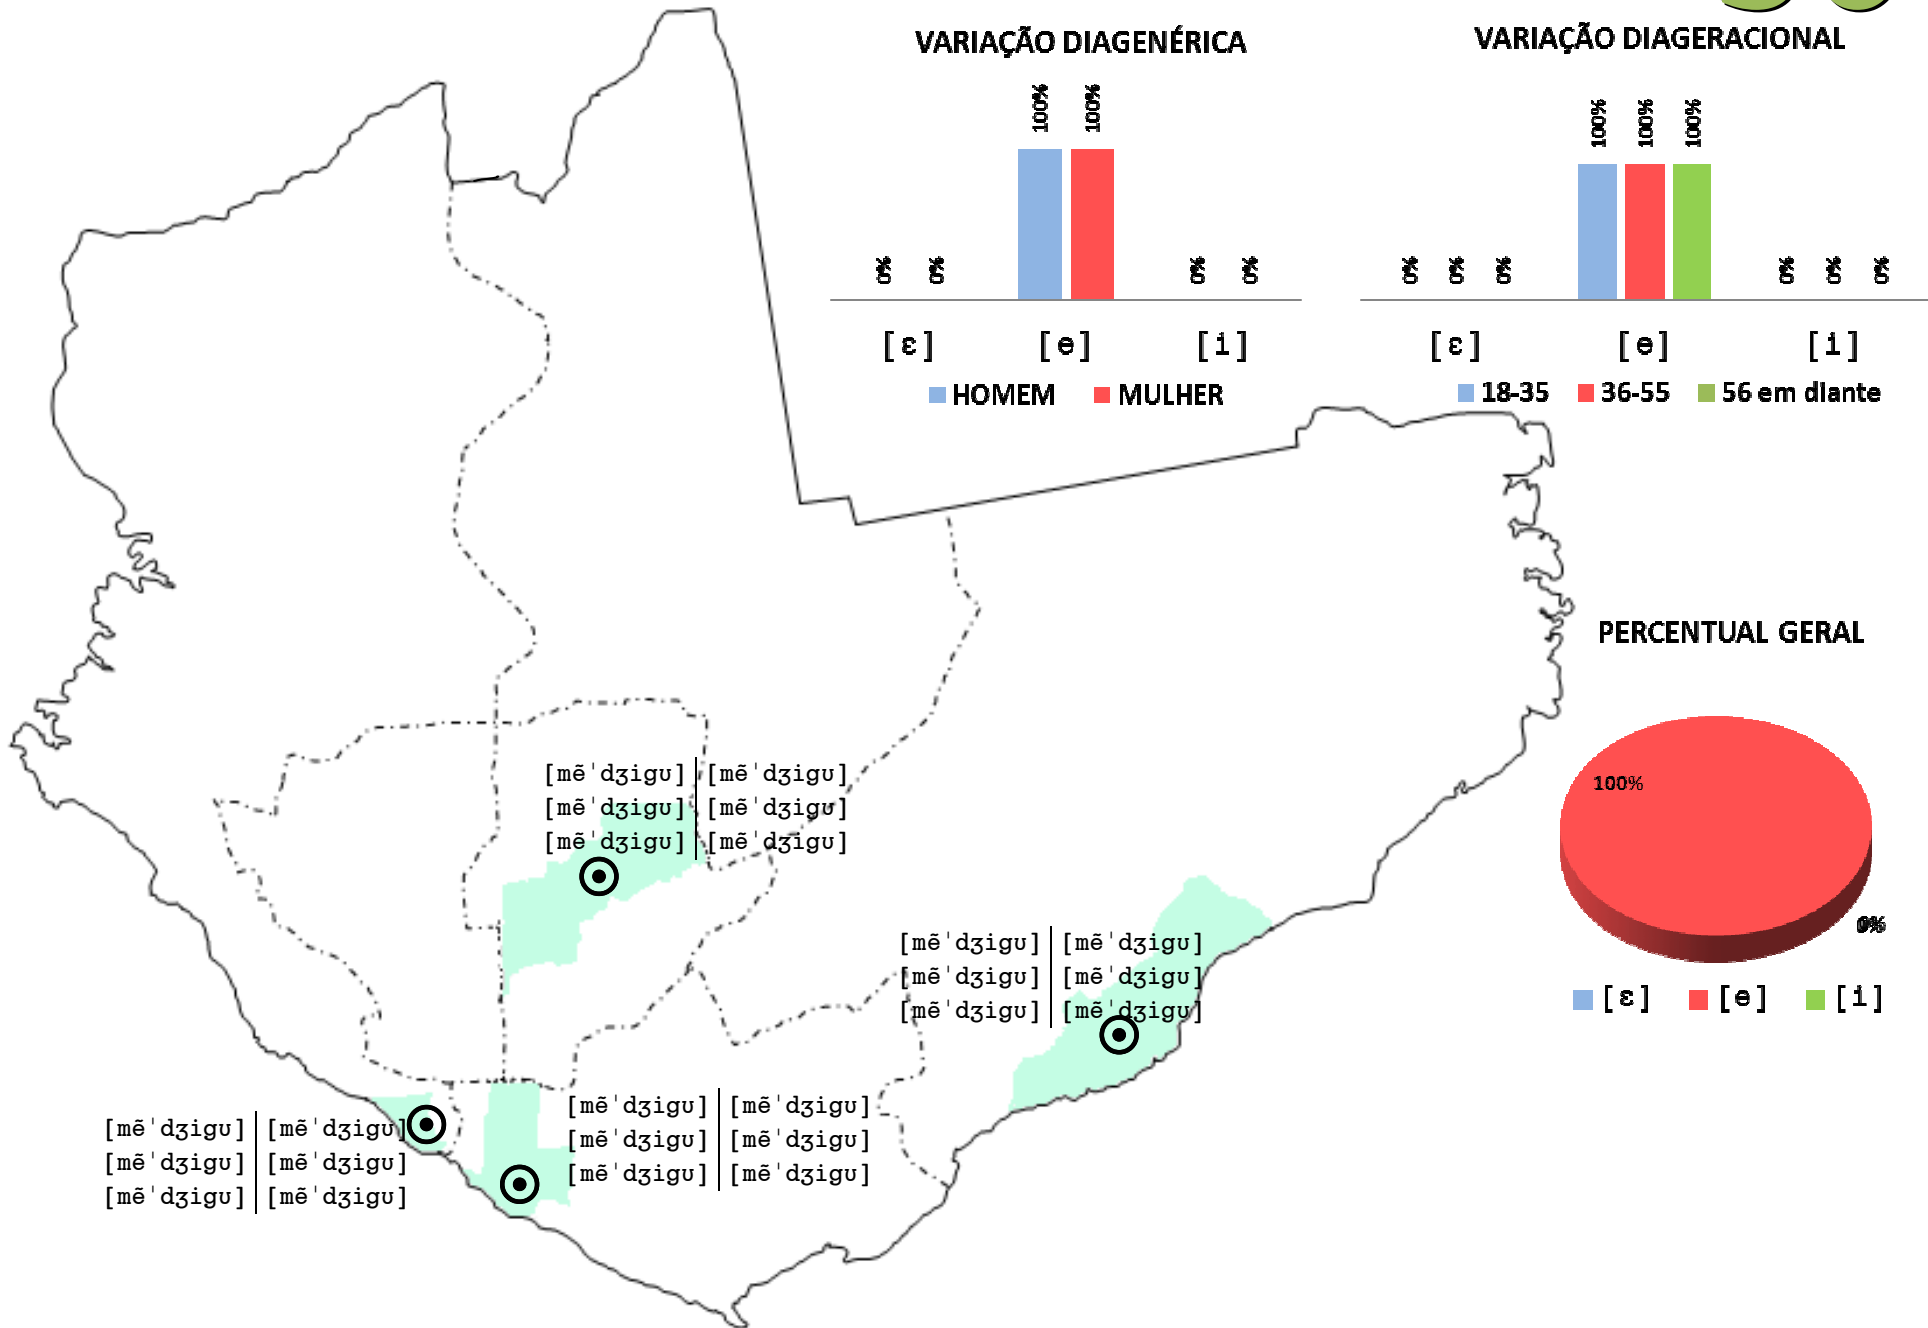 VARIAÇÃO DIAGENÉRICA
100% 100%
0% 0% 0% 0%
[ɛ] [ɵ] [i]
HOMEM MULHER
VARIAÇÃO DIAGERACIONAL
100% 100% 100%
0% 0% 0% 0% 0% 0%
[ɛ] [ɵ] [i]
18-35 36-55 56 em diante
PERCENTUAL GERAL
100%
0%
[ɛ] [ɵ] [i]
[mẽˈdʒigʊ] [mẽˈdʒigʊ]
[mẽˈdʒigʊ] [mẽˈdʒigʊ]
[mẽˈdʒigʊ] [mẽˈdʒigʊ]
[mẽˈdʒigʊ] [mẽˈdʒigʊ]
[mẽˈdʒigʊ] [mẽˈdʒigʊ]
[mẽˈdʒigʊ] [mẽˈdʒigʊ]
[mẽˈdʒigʊ] [mẽˈdʒigʊ]
[mẽˈdʒigʊ] [mẽˈdʒigʊ]
[mẽˈdʒigʊ] [mẽˈdʒigʊ]
[mẽˈdʒigʊ] [mẽˈdʒigʊ]
[mẽˈdʒigʊ] [mẽˈdʒigʊ]
[mẽˈdʒigʊ] [mẽˈdʒigʊ]